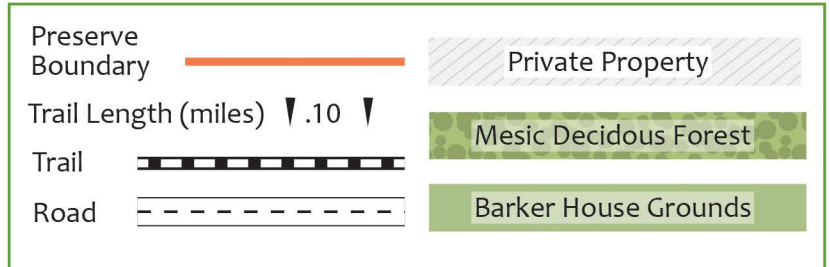 Preserve
Boundary
Private Property
Trail Length (miles) .10
Mesic Decidous Forest
Trail
Road
Barker House Grounds